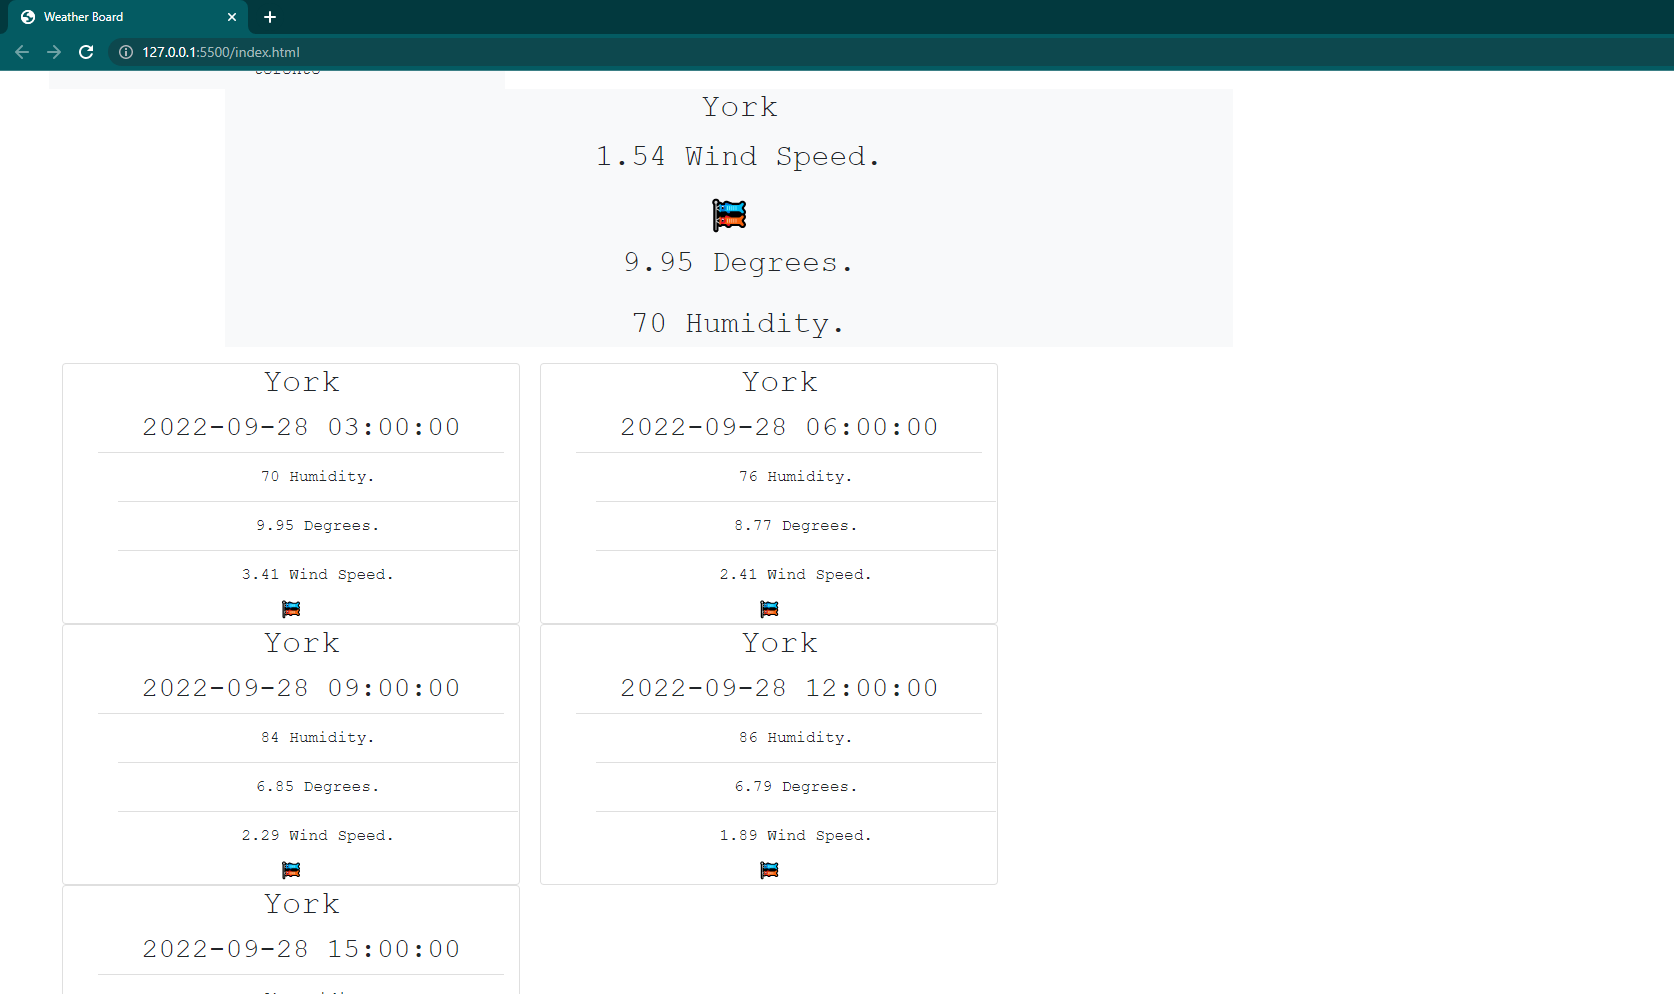 Weather Board
127.0.0.1:5500/index.html
toronto
York
1.54 Wind Speed.
9.95 Degrees.
70 Humidity.
York
2022-09-28 03:00:00
70 Humidity.
9.95 Degrees.
3.41 Wind Speed.
York
2022-09-28 06:00:00
76 Humidity.
8.77 Degrees.
2.41 Wind Speed.
York
2022-09-28 09:00:00
84 Humidity.
6.85 Degrees.
2.29 Wind Speed.
York
2022-09-28 12:00:00
86 Humidity.
6.79 Degrees.
1.89 Wind Speed.
York
2022-09-28 15:00:00